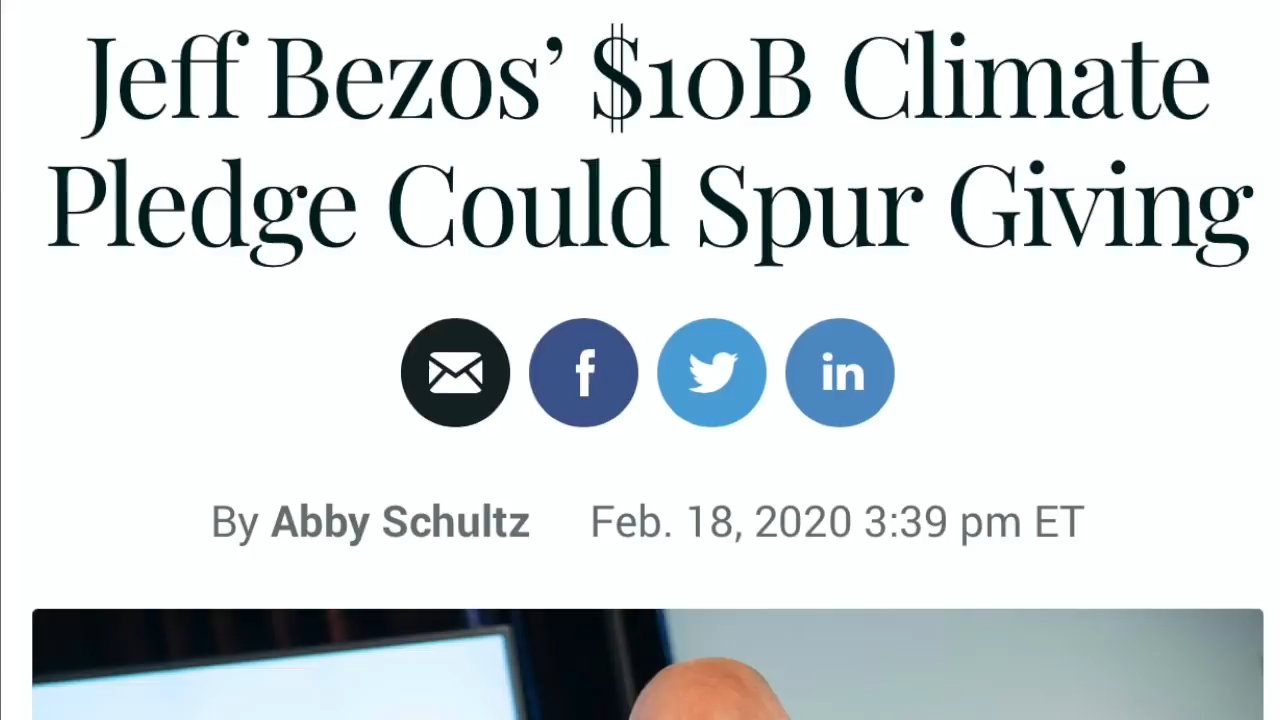 Jeff Bezos’ $10B Climate
Pledge Could Spur Giving
f
in
By Abby Schultz Feb. 18, 2020 3:39 pm ET